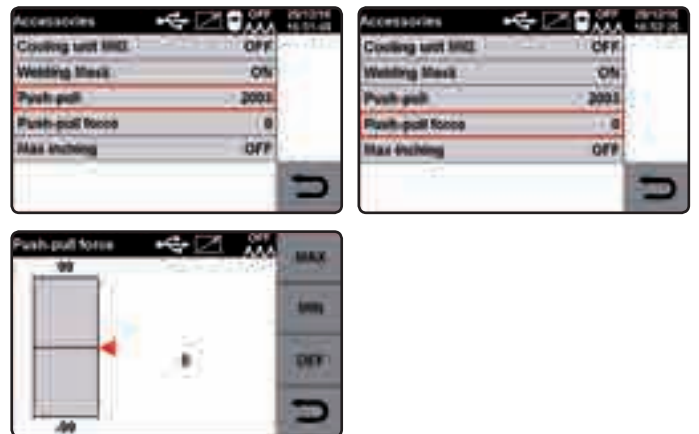 Accessories OFF
Cooling unit MIG OFF
Welding Mask ON
Push-pull 2003
Push-pull force 0
Max inching OFF
Accessories OFF
Cooling unit MIG OFF
Welding Mask ON
Push-pull 2003
Push-pull force 0
Max inching OFF
Push-pull force OFF
99
MAX
MIN
0
DEF
-99